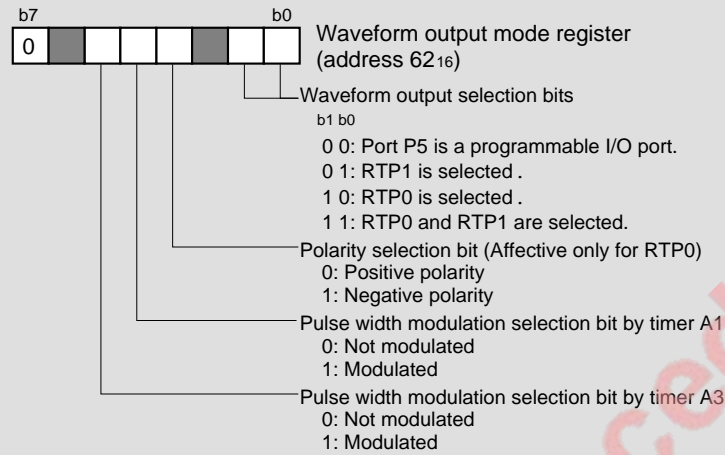 b7 b0
0
Waveform output mode register
(address 6216)
Waveform output selection bits
b1 b0
0 0: Port P5 is a programmable I/O port.
0 1: RTP1 is selected .
1 0: RTP0 is selected .
1 1: RTP0 and RTP1 are selected.
Polarity selection bit (Affective only for RTP0)
0: Positive polarity
1: Negative polarity
Pulse width modulation selection bit by timer A1
0: Not modulated
1: Modulated
Pulse width modulation selection bit by timer A3
0: Not modulated
1: Modulated